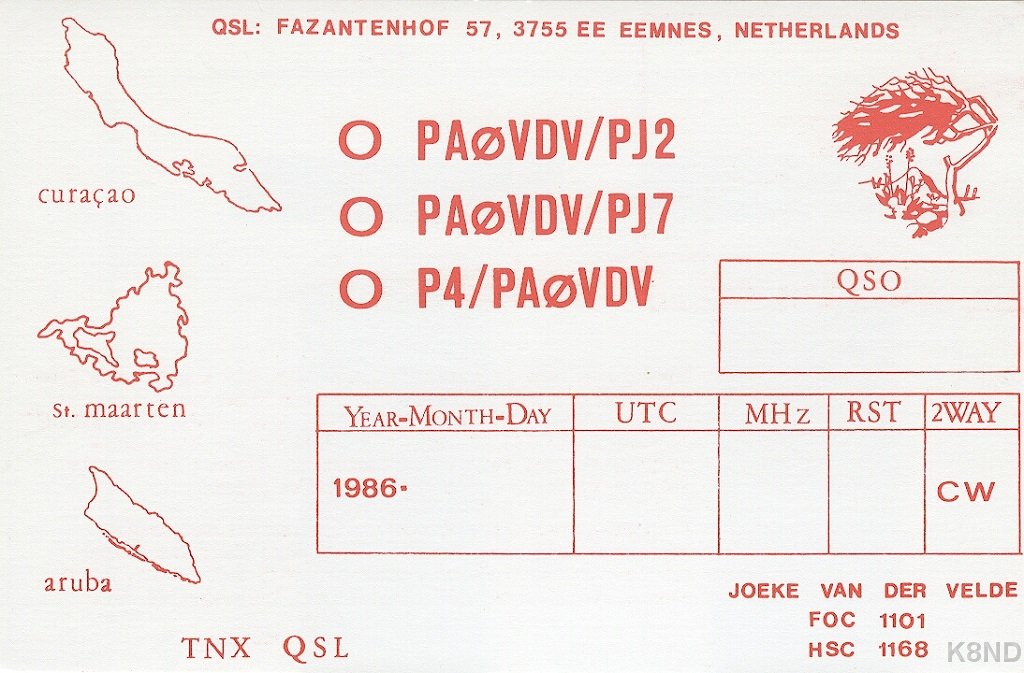 QSL: FAZANTENHOF 57, 3755 EE EEMNES, NETHERLANDS
curaçao
O PAØVDV/PJ2
O PAØVDV/PJ7
O P4/PAØVDV
QSO
st. maarten
YEAR-MONTH-DAY UTC MHz RST 2WAY
1986- CW
aruba
JOEKE VAN DER VELDE
FOC 1101
HSC 1168
TNX QSL
K8ND